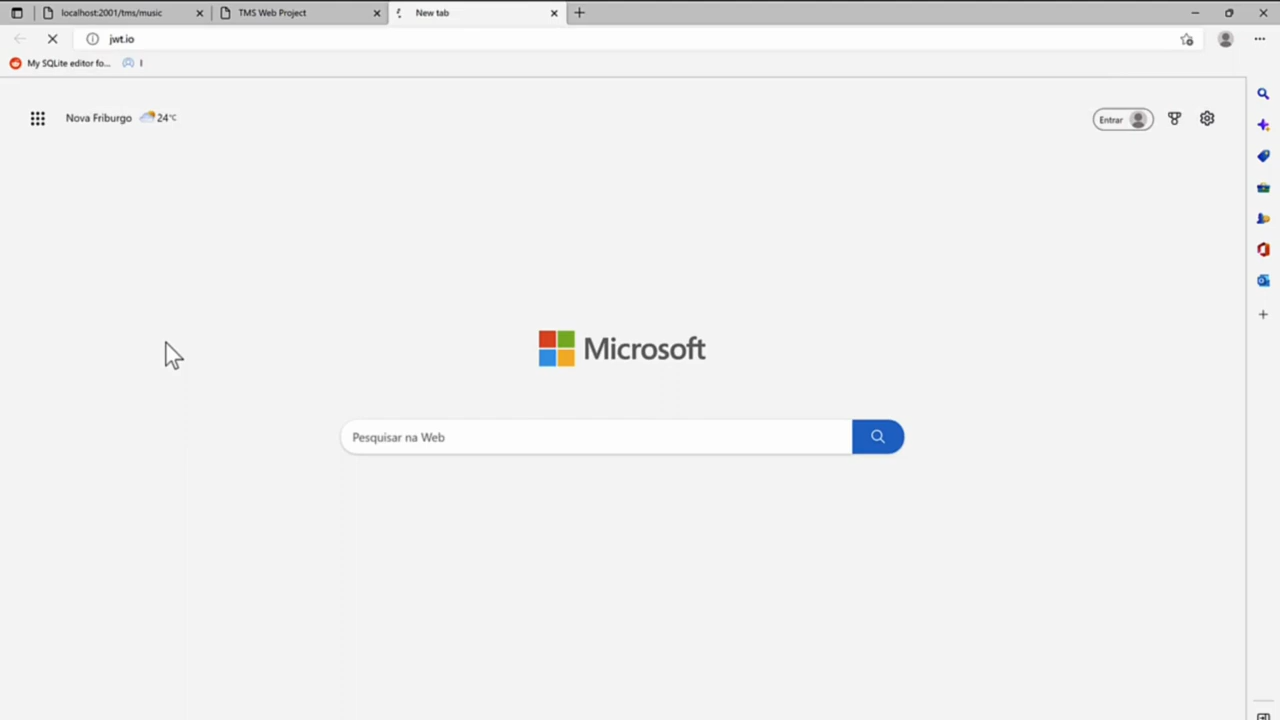 localhost:2001/tms/music
TMS Web Project
New tab
jwt.io
My SQLite editor fo...
I
Nova Friburgo
24°C
Entrar
Microsoft
Pesquisar na Web